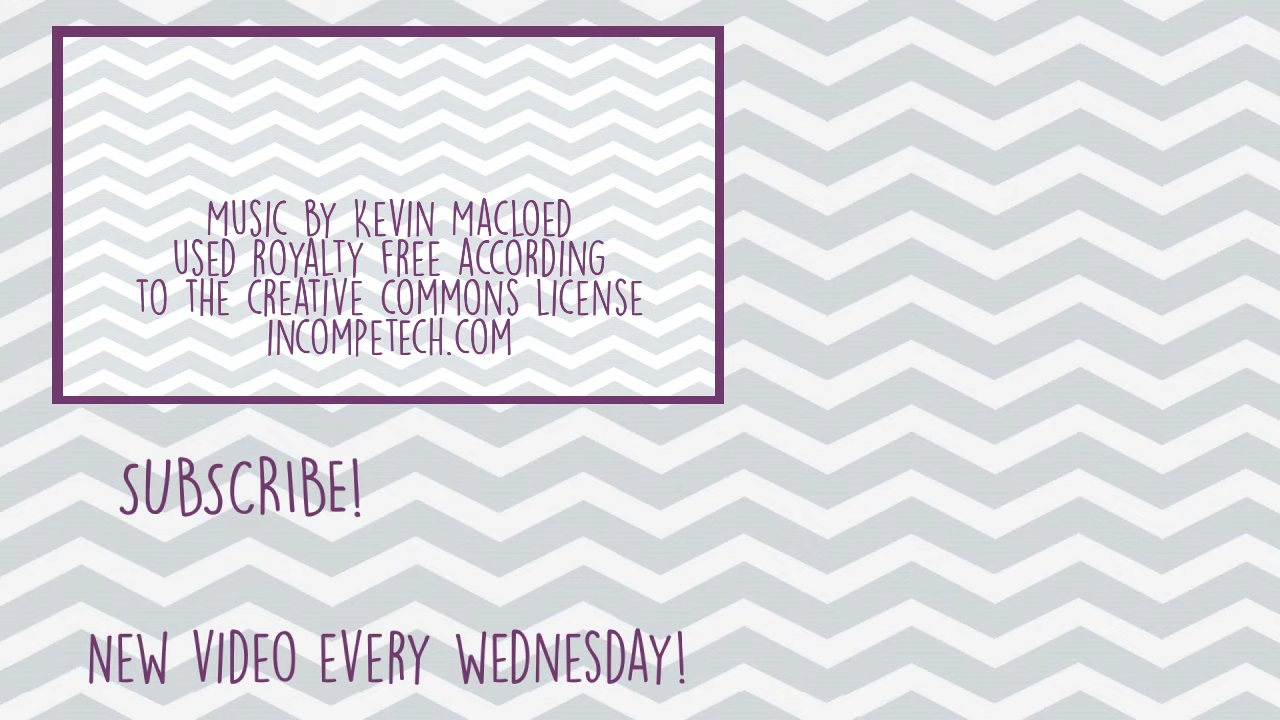 MUSIC BY KEVIN MACLOED
USED ROYALTY FREE ACCORDING
TO THE CREATIVE COMMONS LICENSE
INCOMPETECH.COM
SUBSCRIBE!
NEW VIDEO EVERY WEDNESDAY!